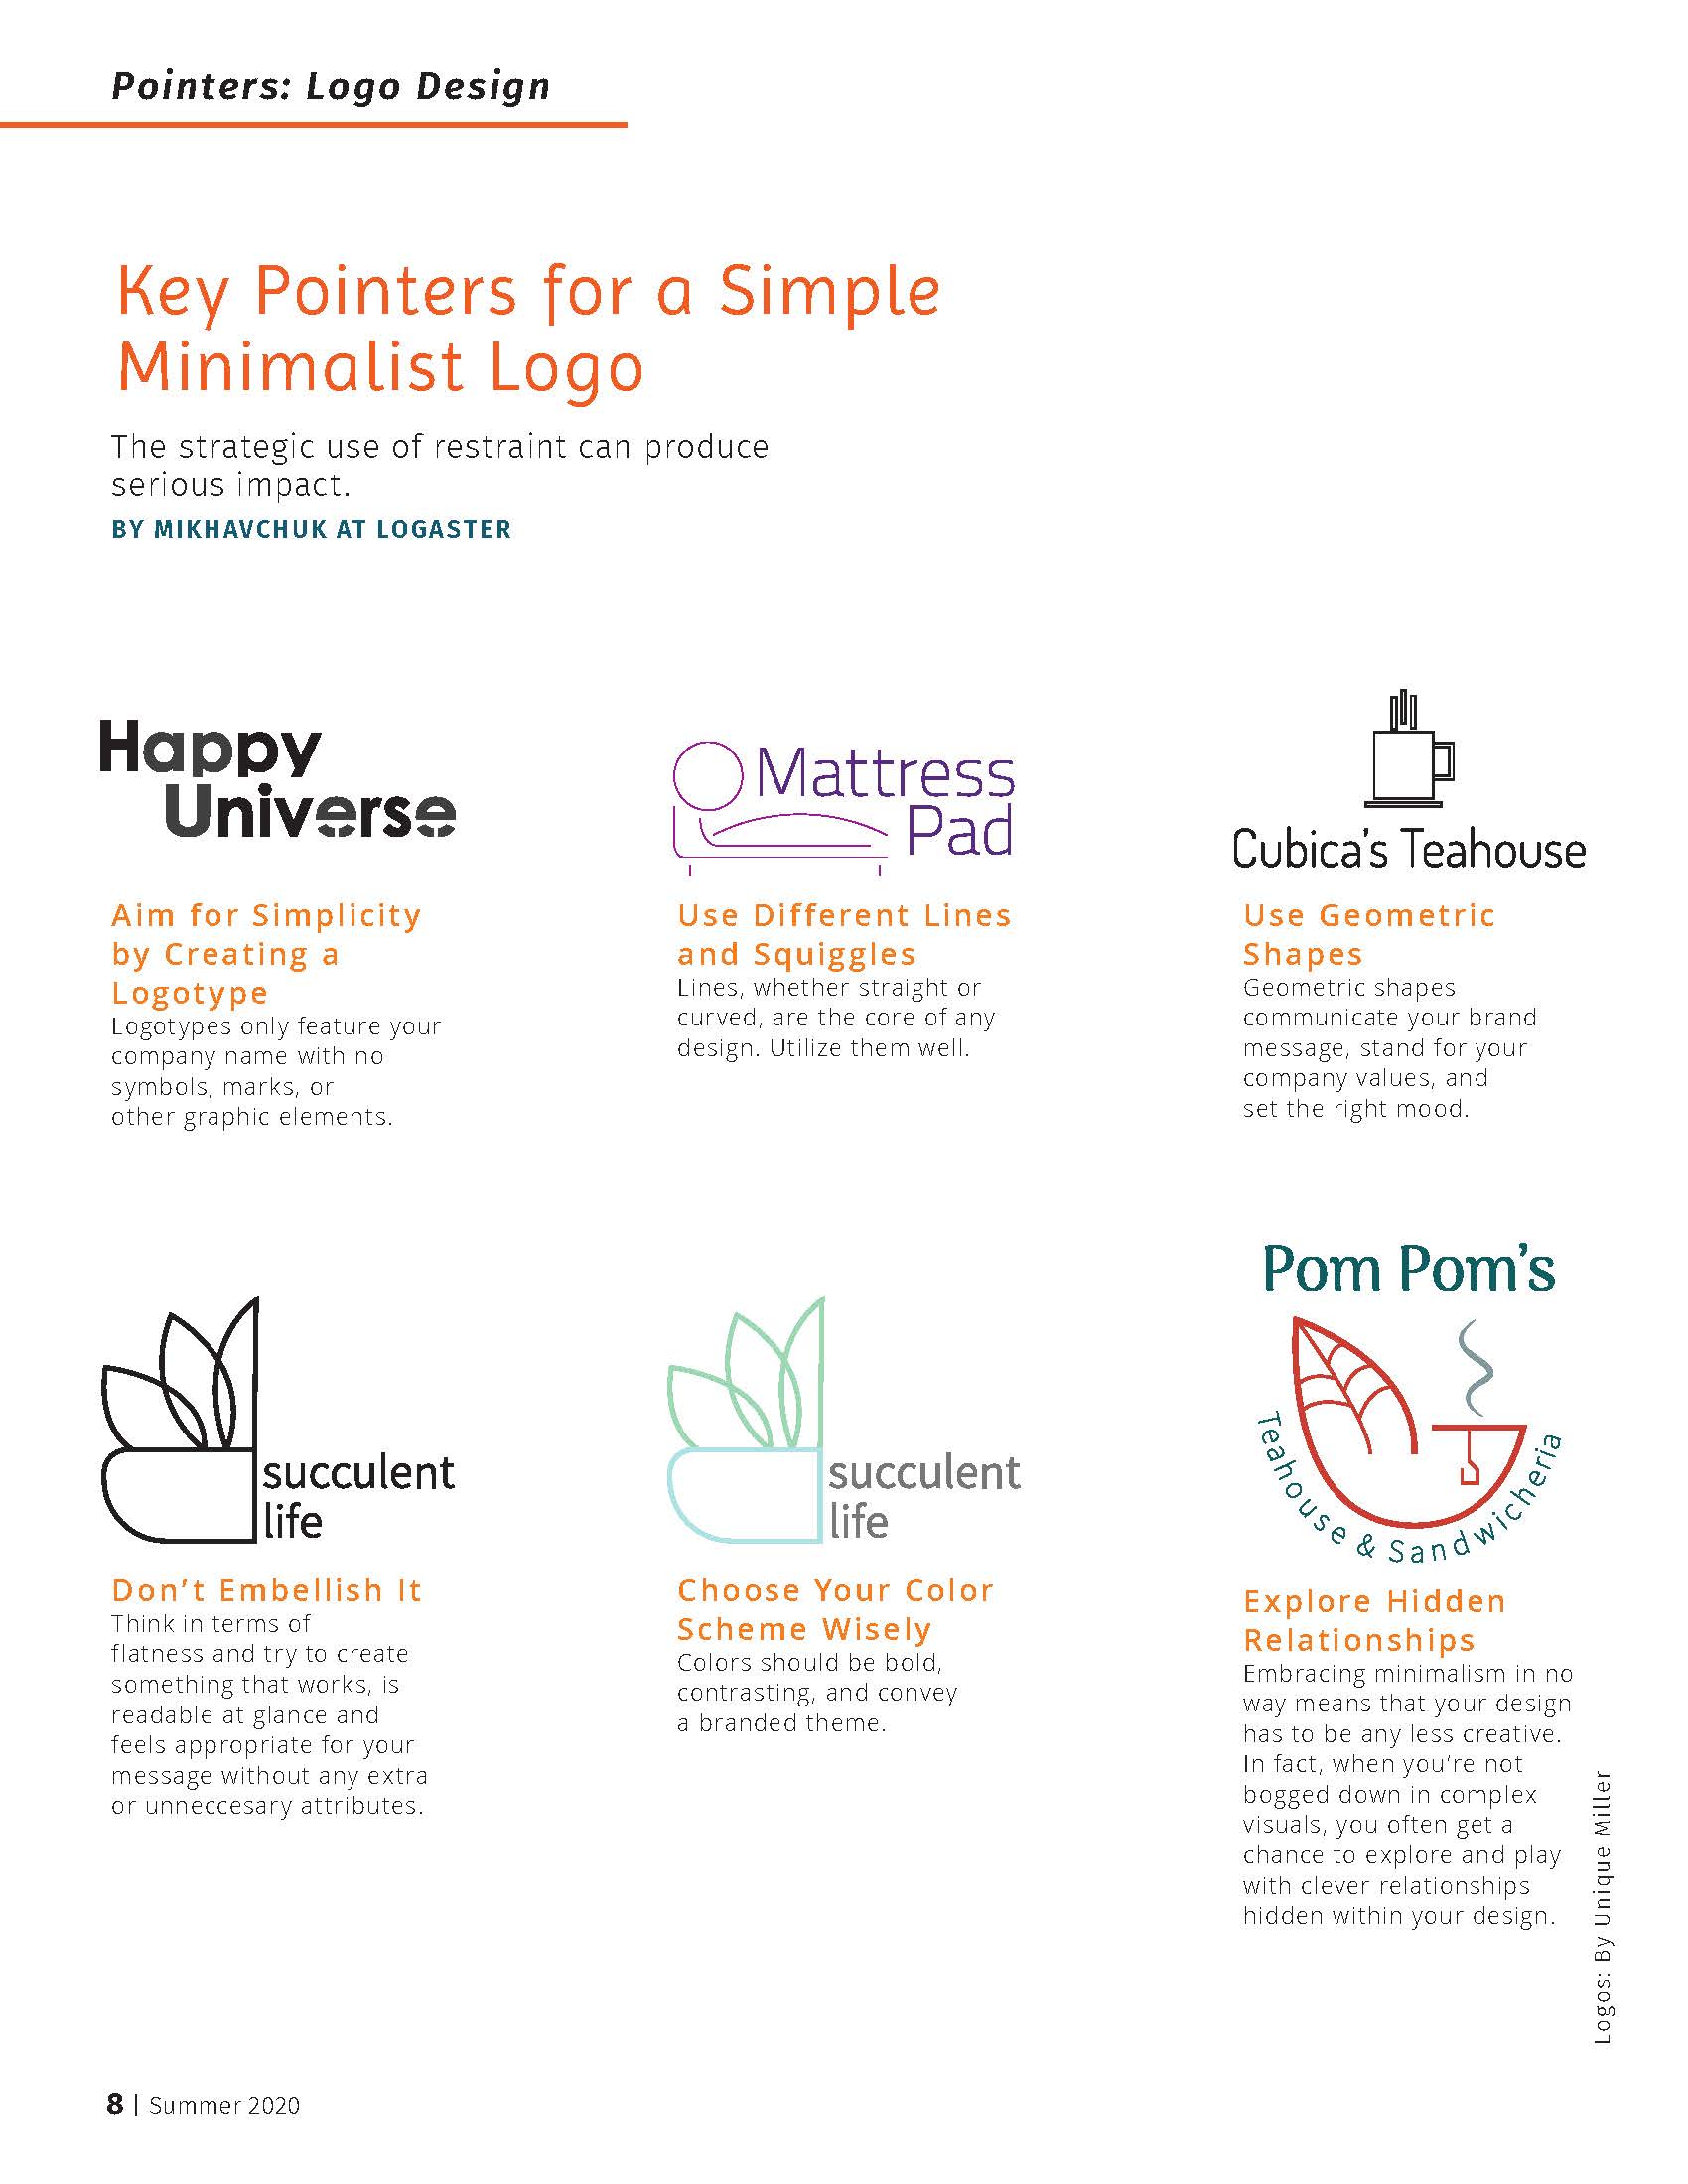 Pointers: Logo Design
Key Pointers for a Simple
Minimalist Logo
The strategic use of restraint can produce
serious impact.
BY MIKHAVCHUK AT LOGASTER
Happy
Universe
Aim for Simplicity
by Creating a
Logotype
Logotypes only feature your
company name with no
symbols, marks, or
other graphic elements.
Mattress
Pad
Use Different Lines
and Squiggles
Lines, whether straight or
curved, are the core of any
design. Utilize them well.
Cubica's Teahouse
Use Geometric
Shapes
Geometric shapes
communicate your brand
message, stand for your
company values, and
set the right mood.
succulent
life
Don't Embellish It
Think in terms of
flatness and try to create
something that works, is
readable at glance and
feels appropriate for your
message without any extra
or unneccesary attributes.
succulent
life
Choose Your Color
Scheme Wisely
Colors should be bold,
contrasting, and convey
a branded theme.
Pom Pom's
Teahouse & Sandwicheria
Explore Hidden
Relationships
Embracing minimalism in no
way means that your design
has to be any less creative.
In fact, when you're not
bogged down in complex
visuals, you often get a
chance to explore and play
with clever relationships
hidden within your design.
Logos: By Unique Miller
8 | Summer 2020